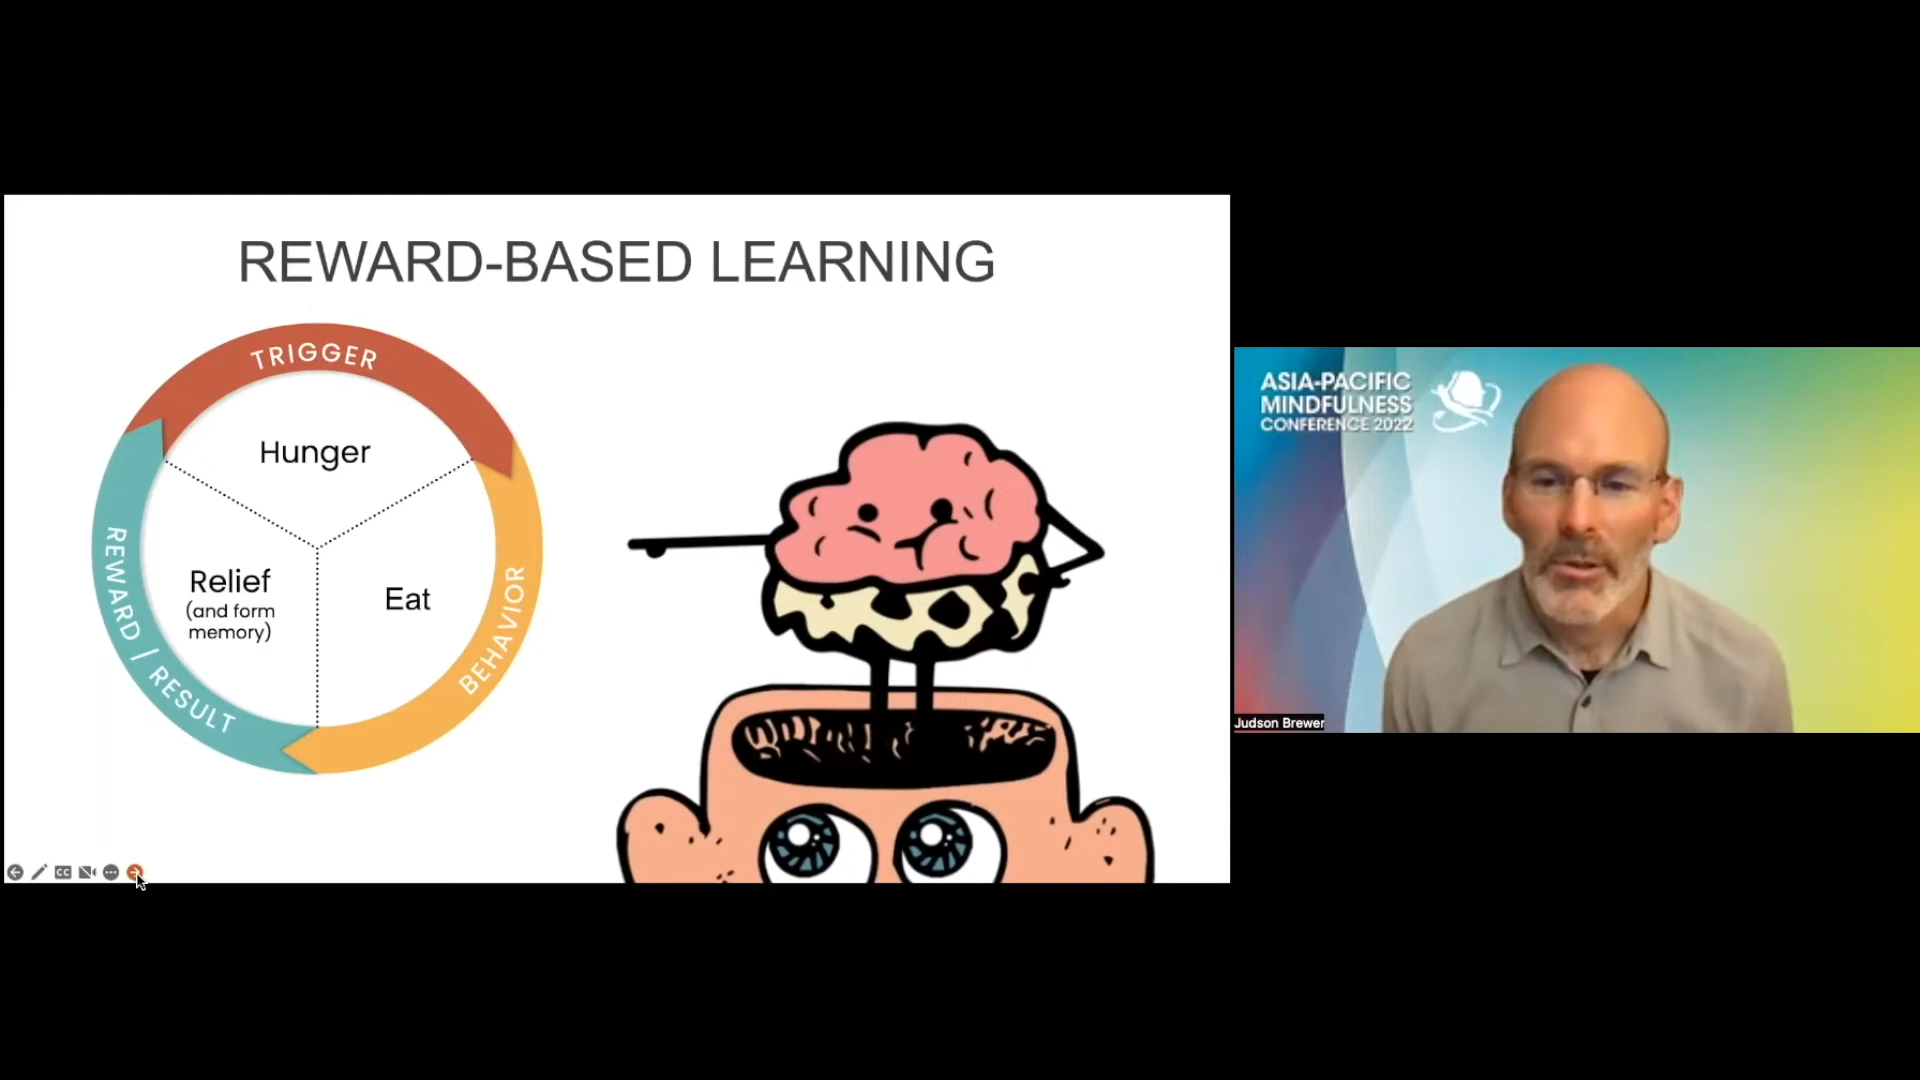 REWARD-BASED LEARNING
TRIGGER
Hunger
BEHAVIOR
Eat
REWARD / RESULT
Relief
(and form
memory)
CC
ASIA-PACIFIC
MINDFULNESS
CONFERENCE 2022
Judson Brewer